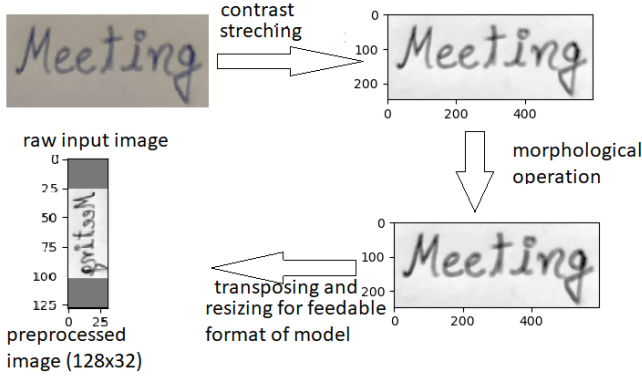 Meeting
contrast
streching
0
100
200
0
200
400
Meeting
raw input image
morphological
operation
0
25
50
75
100
125
0
25
Meeting
preprocessed
image (128x32)
transposing and
resizing for feedable
format of model
0
100
200
0
200
400
Meeting